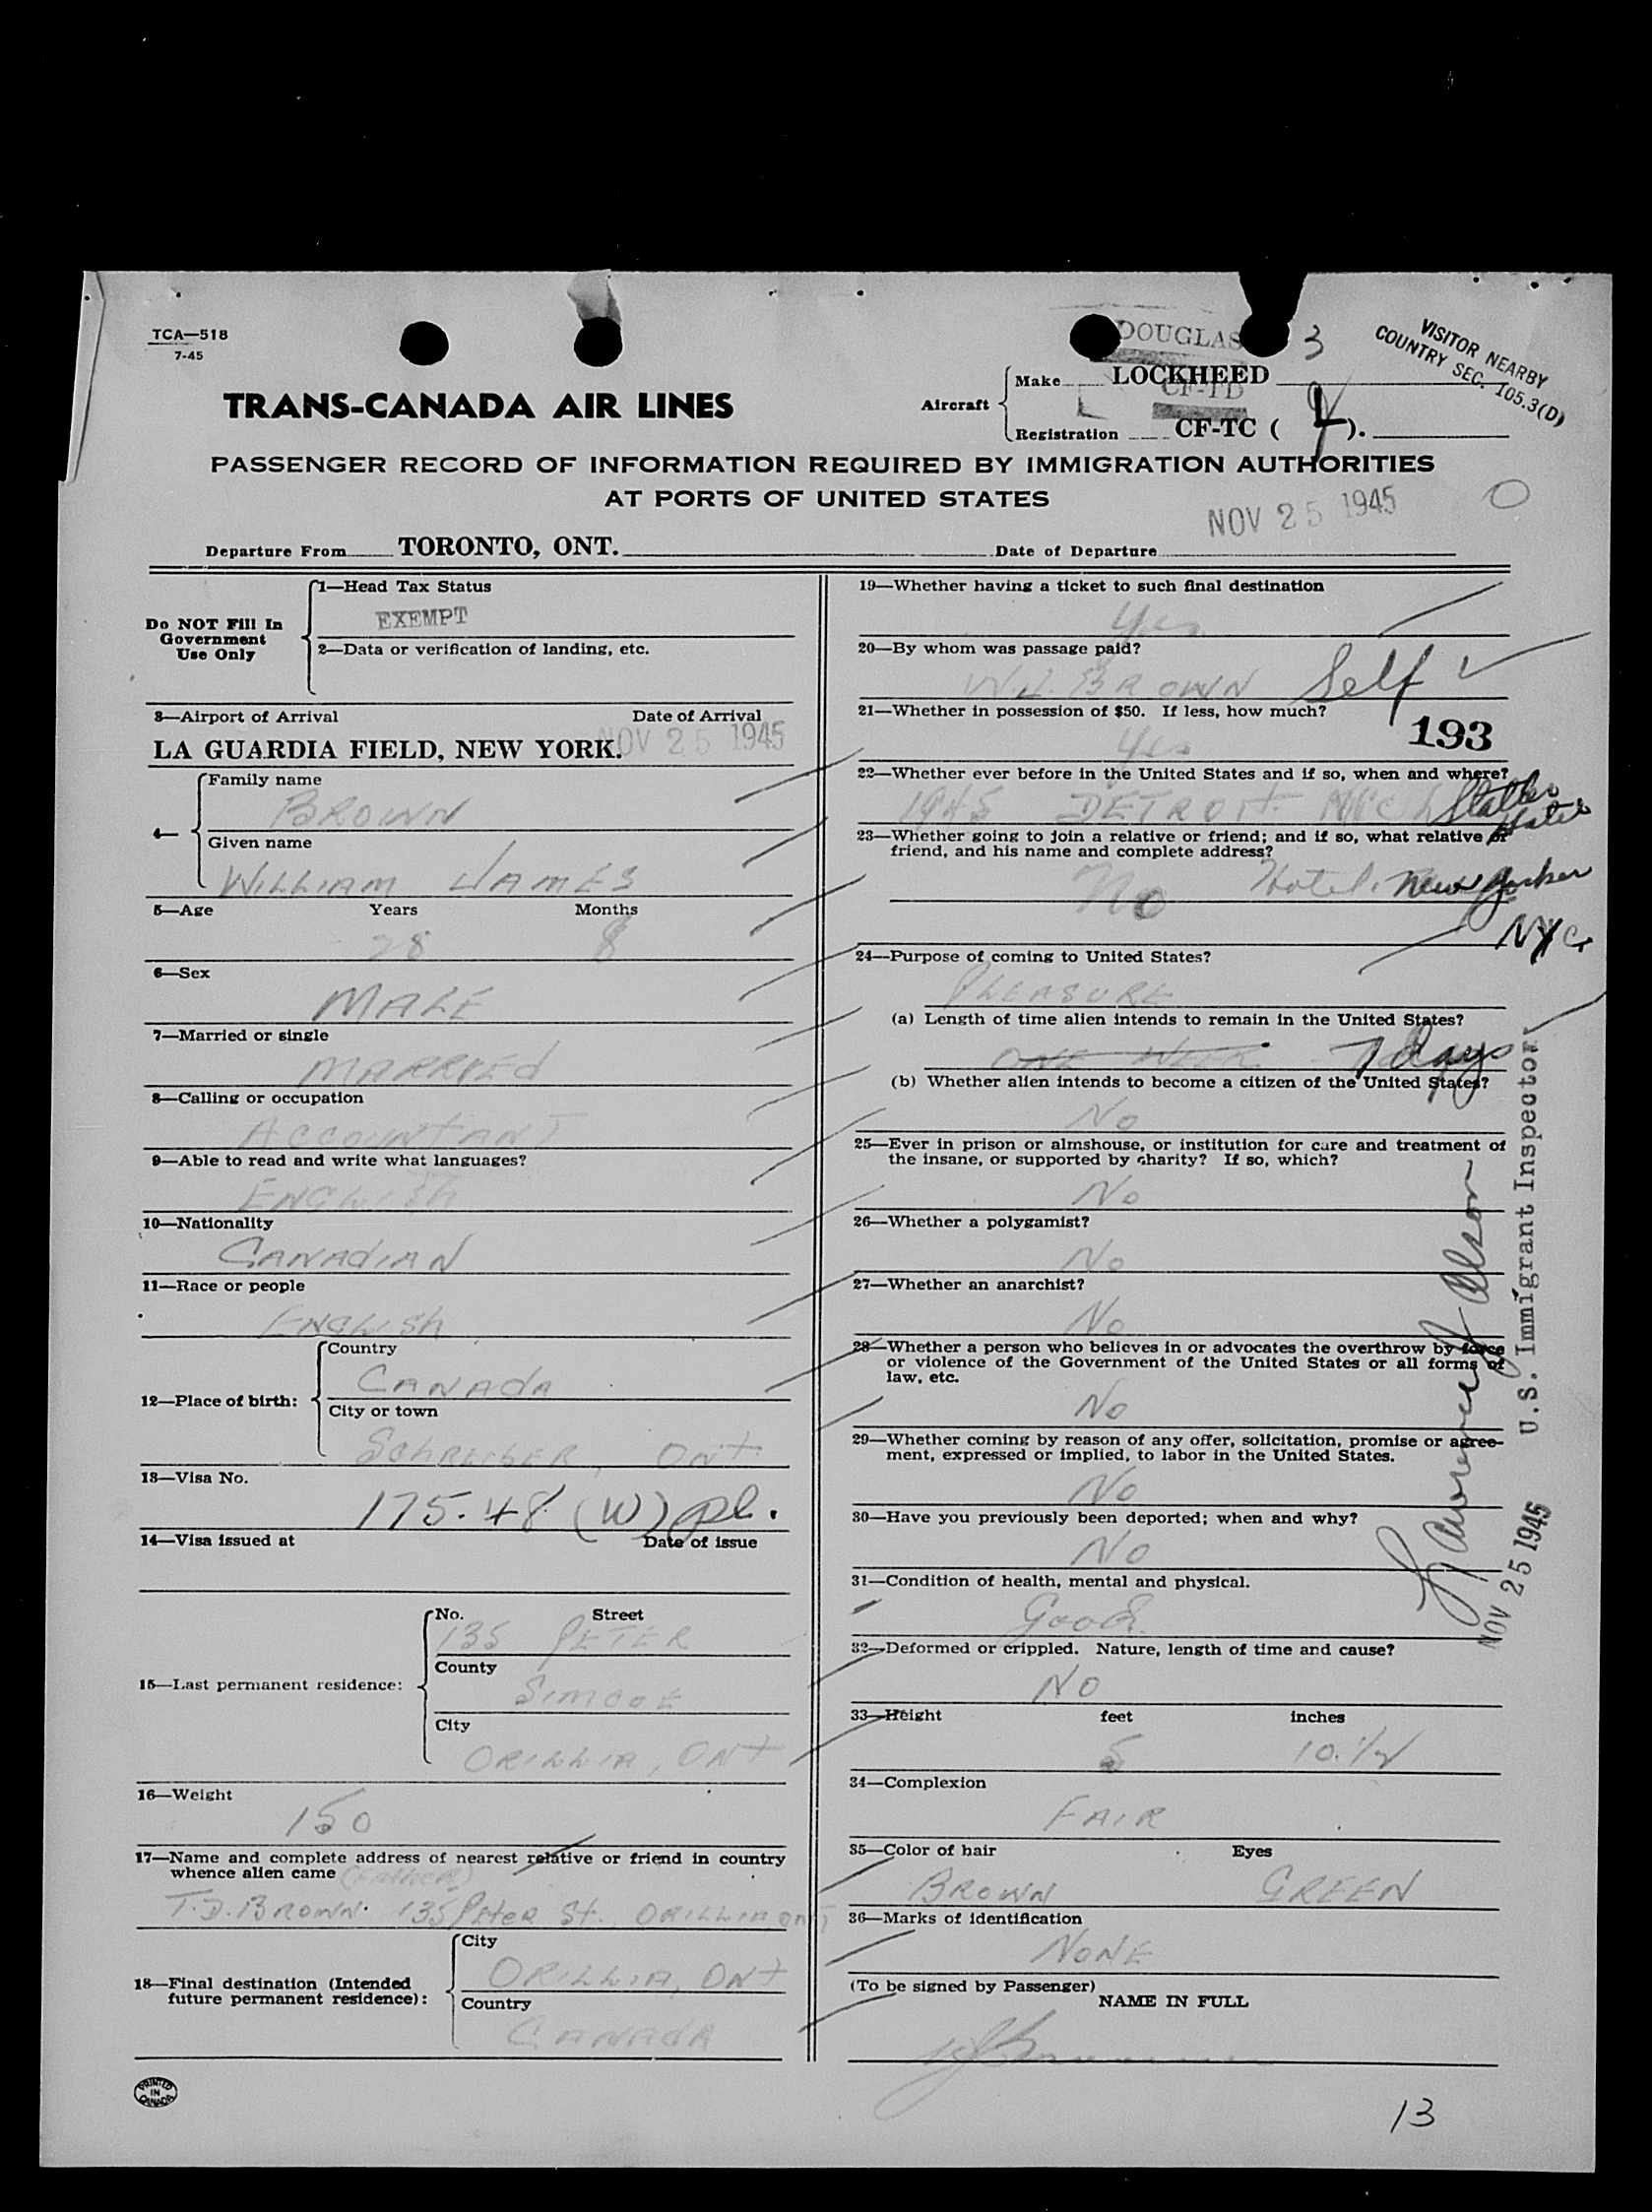 TCA—518
7-45
DOUGLAS 3
VISITOR NEARBY
COUNTRY SEC. 105.3(D)
TRANS-CANADA AIR LINES
Aircraft
Make LOCKHEED
CF-TD
Registration CF-TC ( ).
PASSENGER RECORD OF INFORMATION REQUIRED BY IMMIGRATION AUTHORITIES
AT PORTS OF UNITED STATES
NOV 25 1945
Departure From TORONTO, ONT. Date of Departure
Do NOT Fill In
Government
Use Only
1—Head Tax Status
EXEMPT
2—Data or verification of landing, etc.
3—Airport of Arrival Date of Arrival
LA GUARDIA FIELD, NEW YORK. NOV 25 1945
4—
Family name
BROWN
Given name
WILLIAM JAMES
5—Age Years Months
28 8
6—Sex
MALE
7—Married or single
MARRIED
8—Calling or occupation
ACCOUNTANT
9—Able to read and write what languages?
ENGLISH
10—Nationality
CANADIAN
11—Race or people
ENGLISH
12—Place of birth:
Country
CANADA
City or town
SCHREIBER, ONT
13—Visa No.
175.48 (W)
14—Visa issued at Date of issue
15—Last permanent residence:
No. Street
135 PETER
County
SIMCOE
City
ORILLIA, ONT
16—Weight
150
17—Name and complete address of nearest relative or friend in country
whence alien came (FATHER)
T.D. BROWN. 135 PETER St. ORILLIA ONT
18—Final destination (Intended
future permanent residence):
City
ORILLIA, ONT
Country
CANADA
PRINTED
IN
CANADA
19—Whether having a ticket to such final destination
Yes
20—By whom was passage paid?
W.J. BROWN Self
21—Whether in possession of $50. If less, how much?
Yes 193
22—Whether ever before in the United States and if so, when and where?
1945 DETROIT Statler
Hotel
23—Whether going to join a relative or friend; and if so, what relative or
friend, and his name and complete address?
No Hotel New Yorker
NYC
24—Purpose of coming to United States?
PLEASURE
(a) Length of time alien intends to remain in the United States?
ONE WEEK 7 days
(b) Whether alien intends to become a citizen of the United States?
No
25—Ever in prison or almshouse, or institution for care and treatment of
the insane, or supported by charity? If so, which?
No
26—Whether a polygamist?
No
27—Whether an anarchist?
No
28—Whether a person who believes in or advocates the overthrow by force
or violence of the Government of the United States or all forms of
law, etc.
No
29—Whether coming by reason of any offer, solicitation, promise or agree-
ment, expressed or implied, to labor in the United States.
No
30—Have you previously been deported; when and why?
No
31—Condition of health, mental and physical.
Good
32—Deformed or crippled. Nature, length of time and cause?
NO
33—Height feet inches
5 10.1/2
34—Complexion
FAIR
35—Color of hair Eyes
BROWN GREEN
36—Marks of identification
NONE
(To be signed by Passenger)
NAME IN FULL
U.S. Immigrant Inspector
NOV 25 1945
13